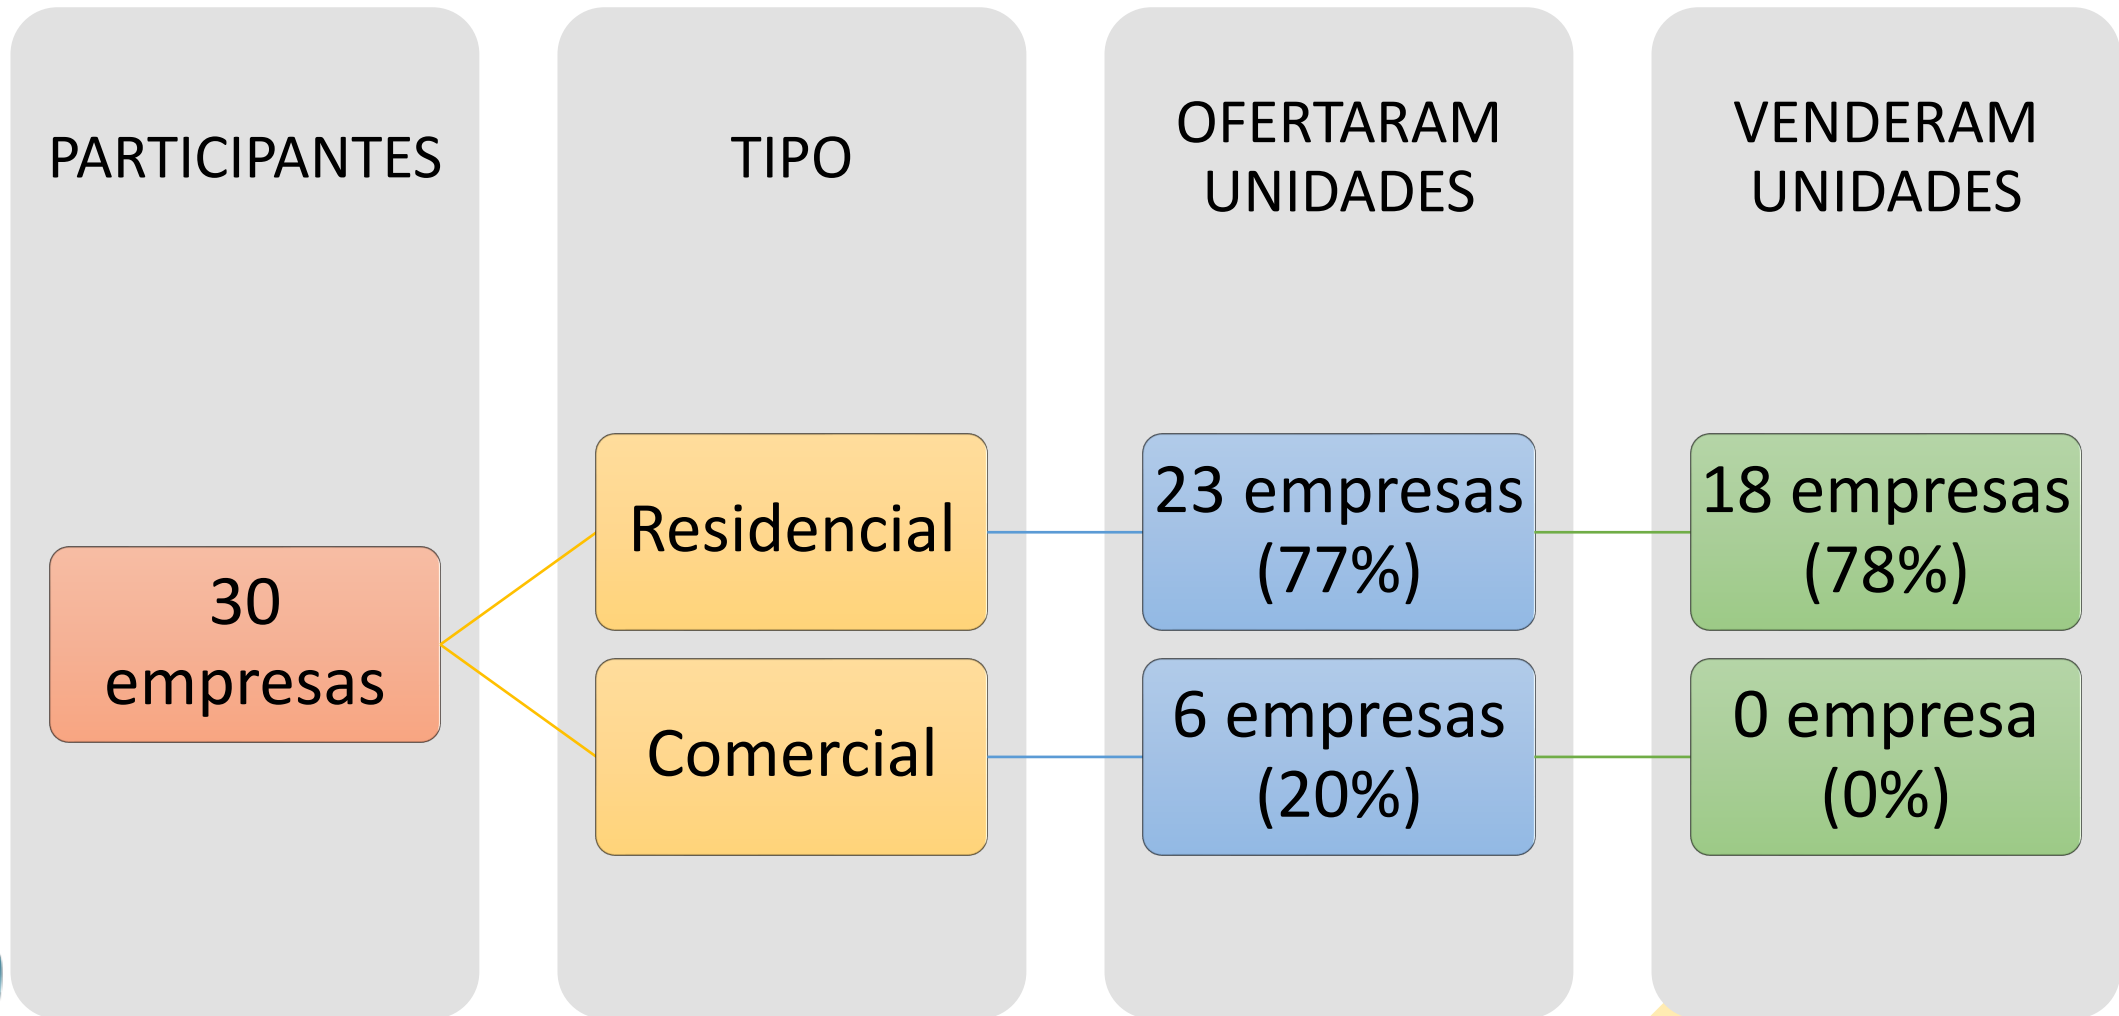 PARTICIPANTES
TIPO
OFERTARAM
UNIDADES
VENDERAM
UNIDADES
30
empresas
Residencial
23 empresas
(77%)
18 empresas
(78%)
Comercial
6 empresas
(20%)
0 empresa
(0%)